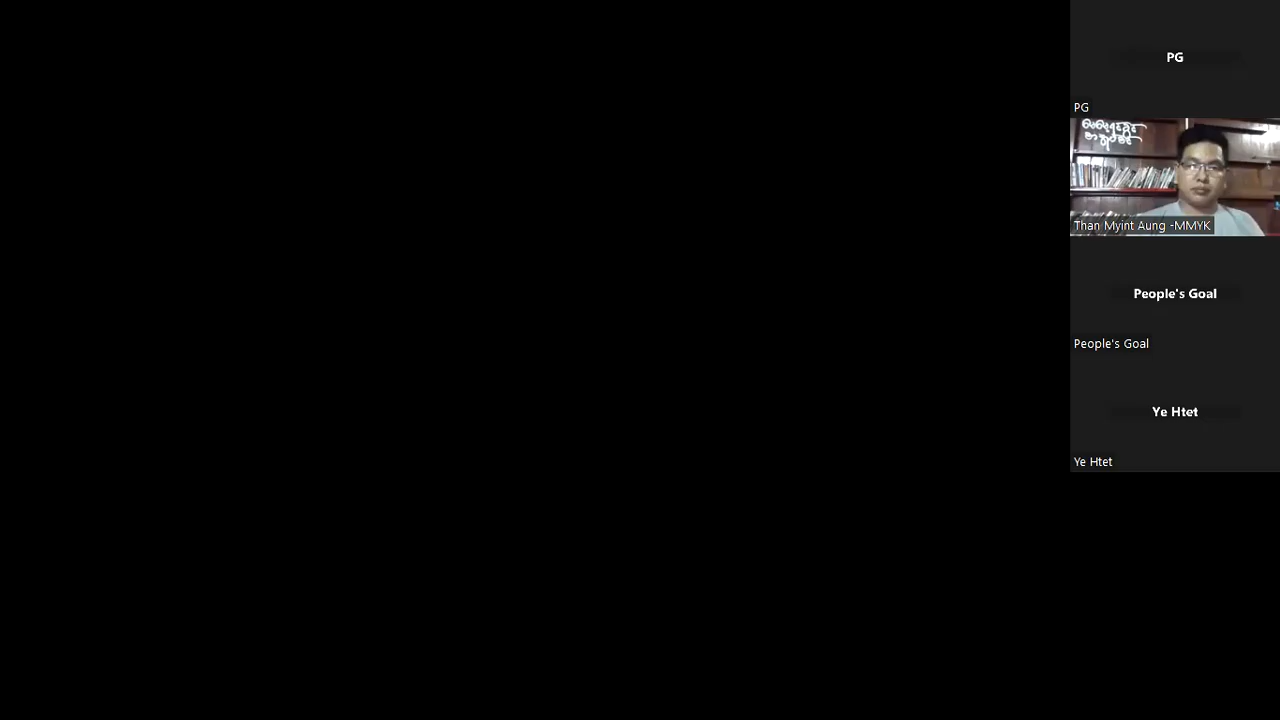 PG
PG
Than Myint Aung -MMYK
People's Goal
People's Goal
Ye Htet
Ye Htet